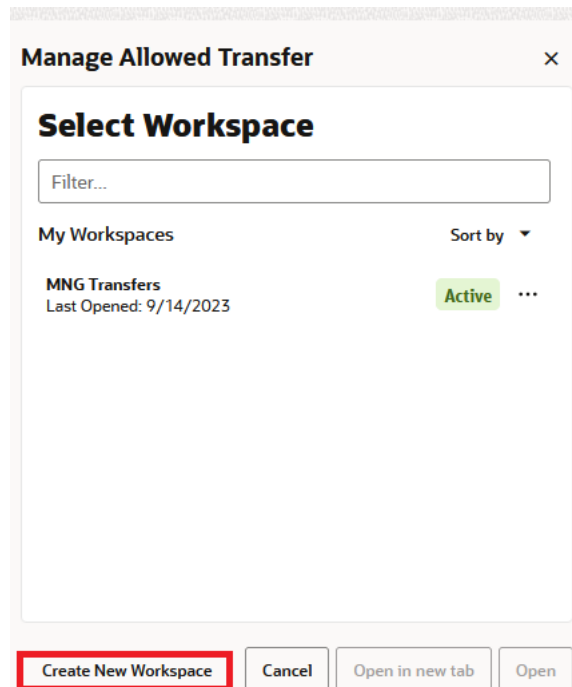 Manage Allowed Transfer ×
Select Workspace
Filter...
My Workspaces Sort by
MNG Transfers
Last Opened: 9/14/2023
Active ...
Create New Workspace Cancel Open in new tab Open